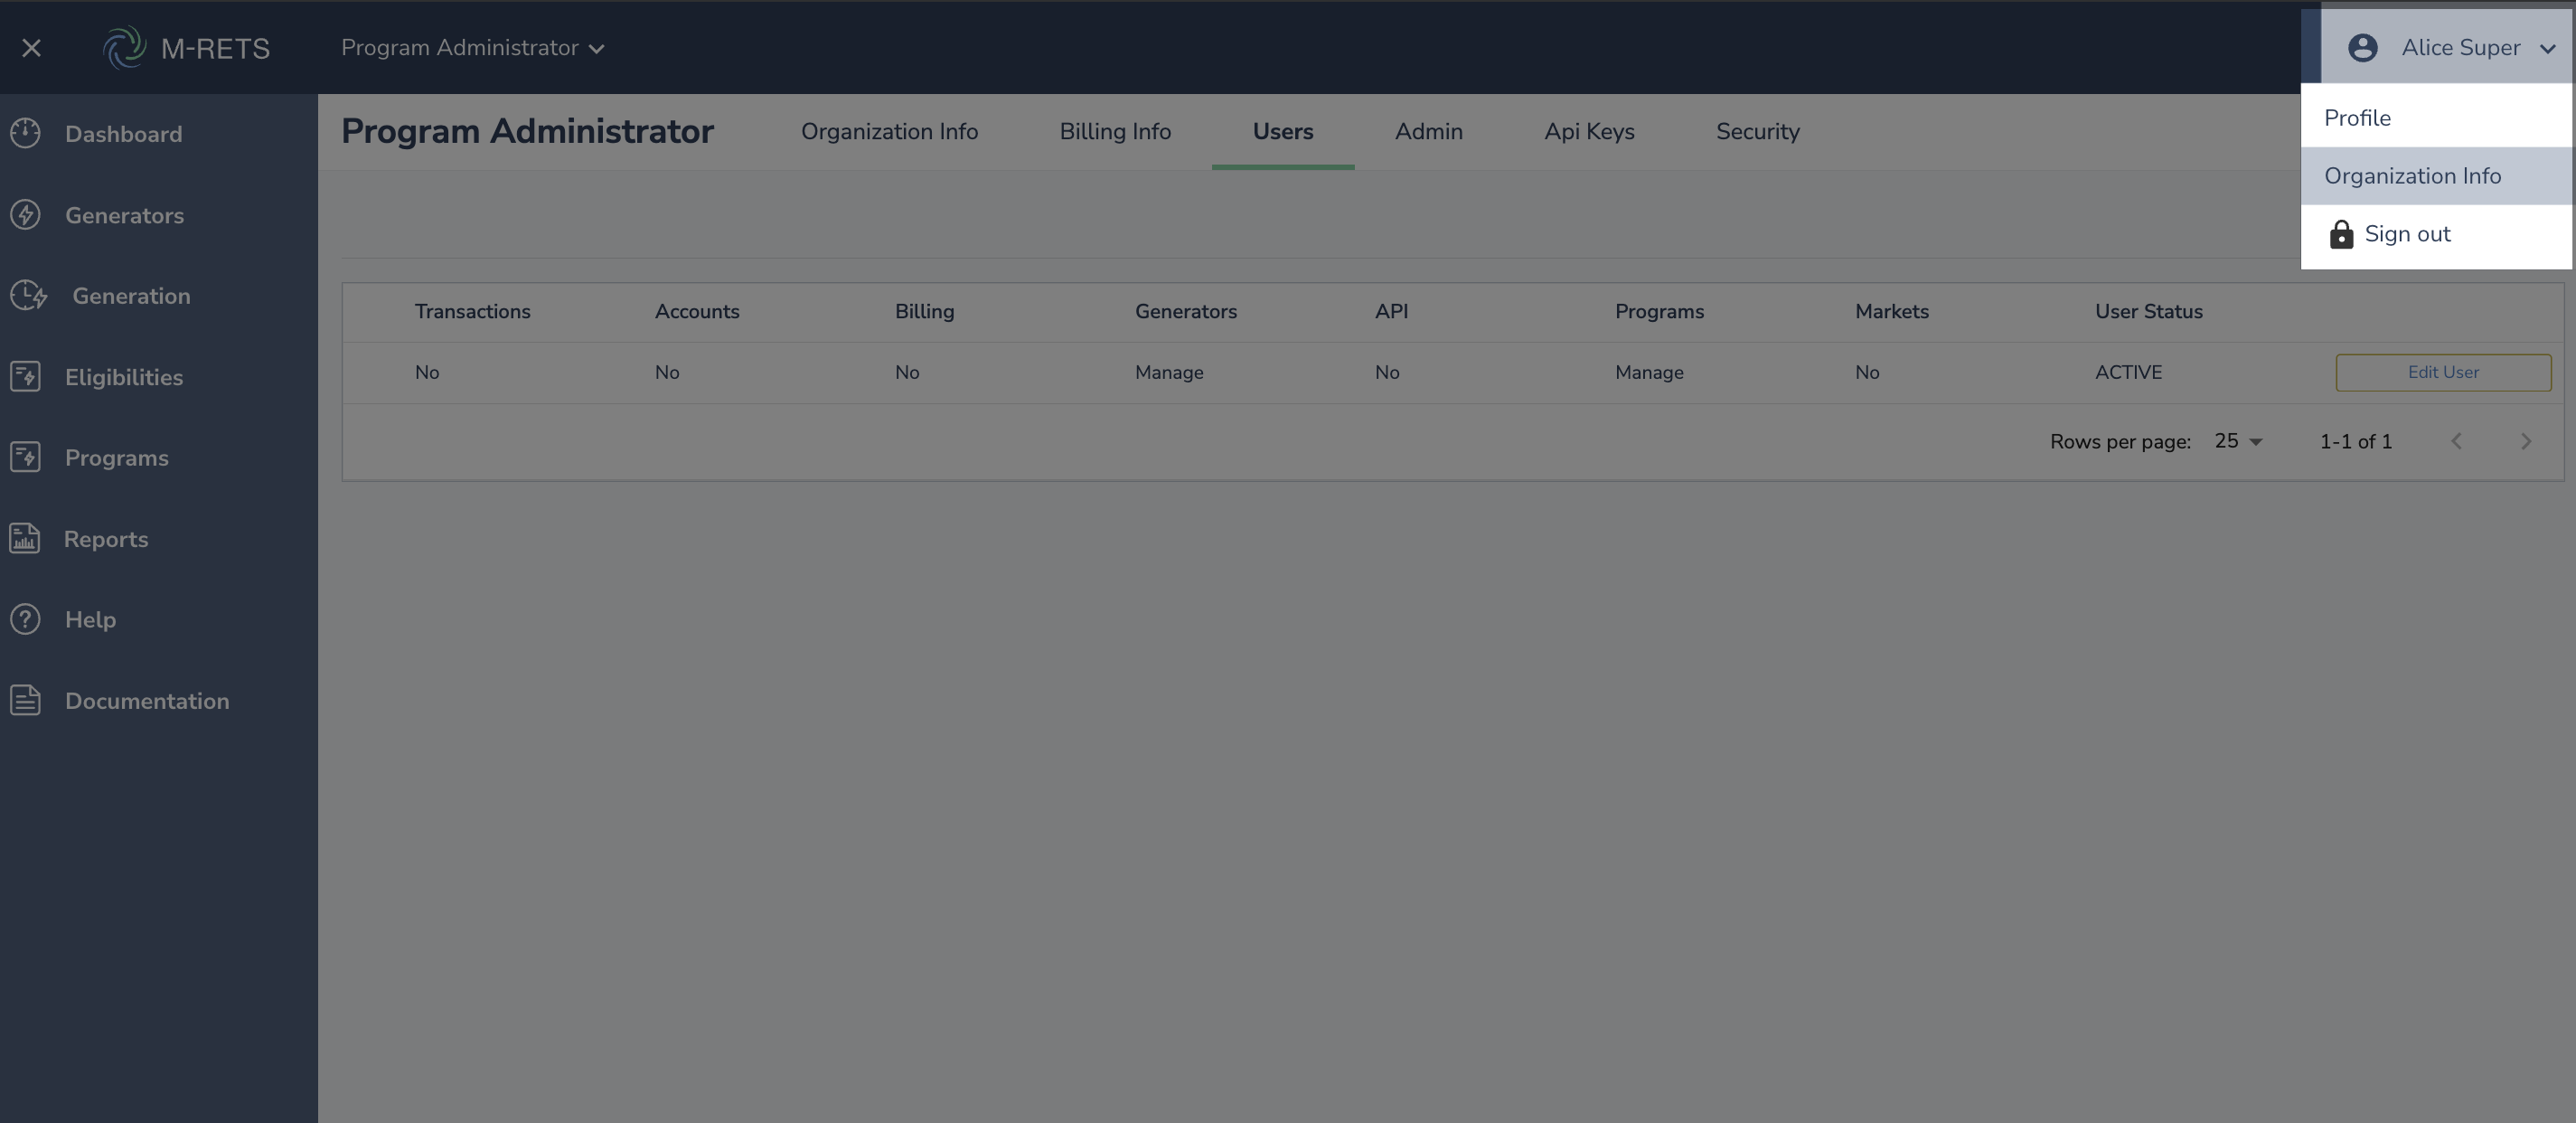 M-RETS
Program Administrator
Alice Super
Profile
Organization Info
Sign out
Dashboard
Generators
Generation
Eligibilities
Programs
Reports
Help
Documentation
Program Administrator Organization Info Billing Info Users Admin Api Keys Security
Transactions Accounts Billing Generators API Programs Markets User Status
No No No Manage No Manage No ACTIVE Edit User
Rows per page: 25 1-1 of 1